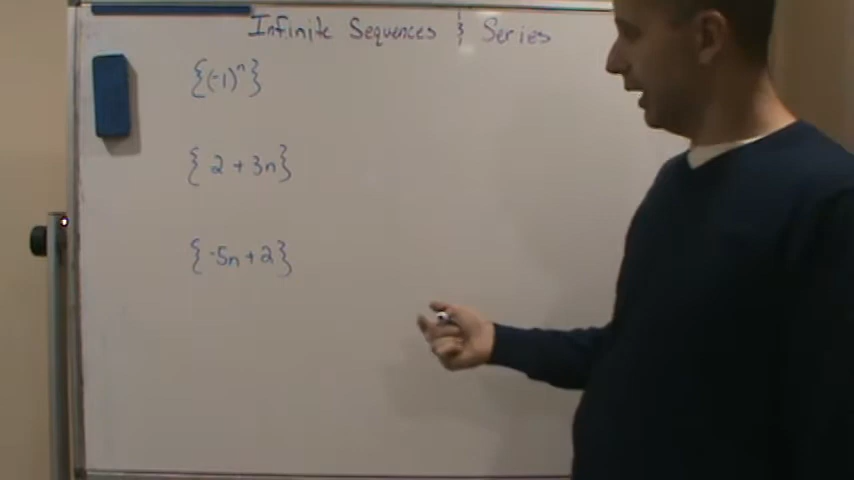 Infinite Sequences & Series
{(-1)ⁿ}
{2 + 3n}
{-5n + 2}